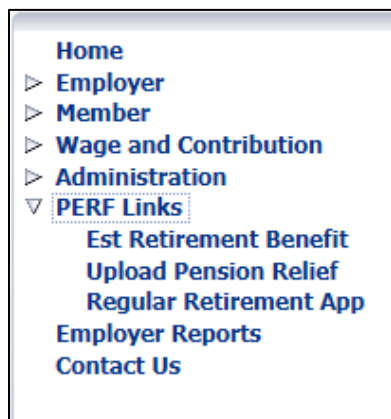 Home
Employer
Member
Wage and Contribution
Administration
PERF Links
Est Retirement Benefit
Upload Pension Relief
Regular Retirement App
Employer Reports
Contact Us